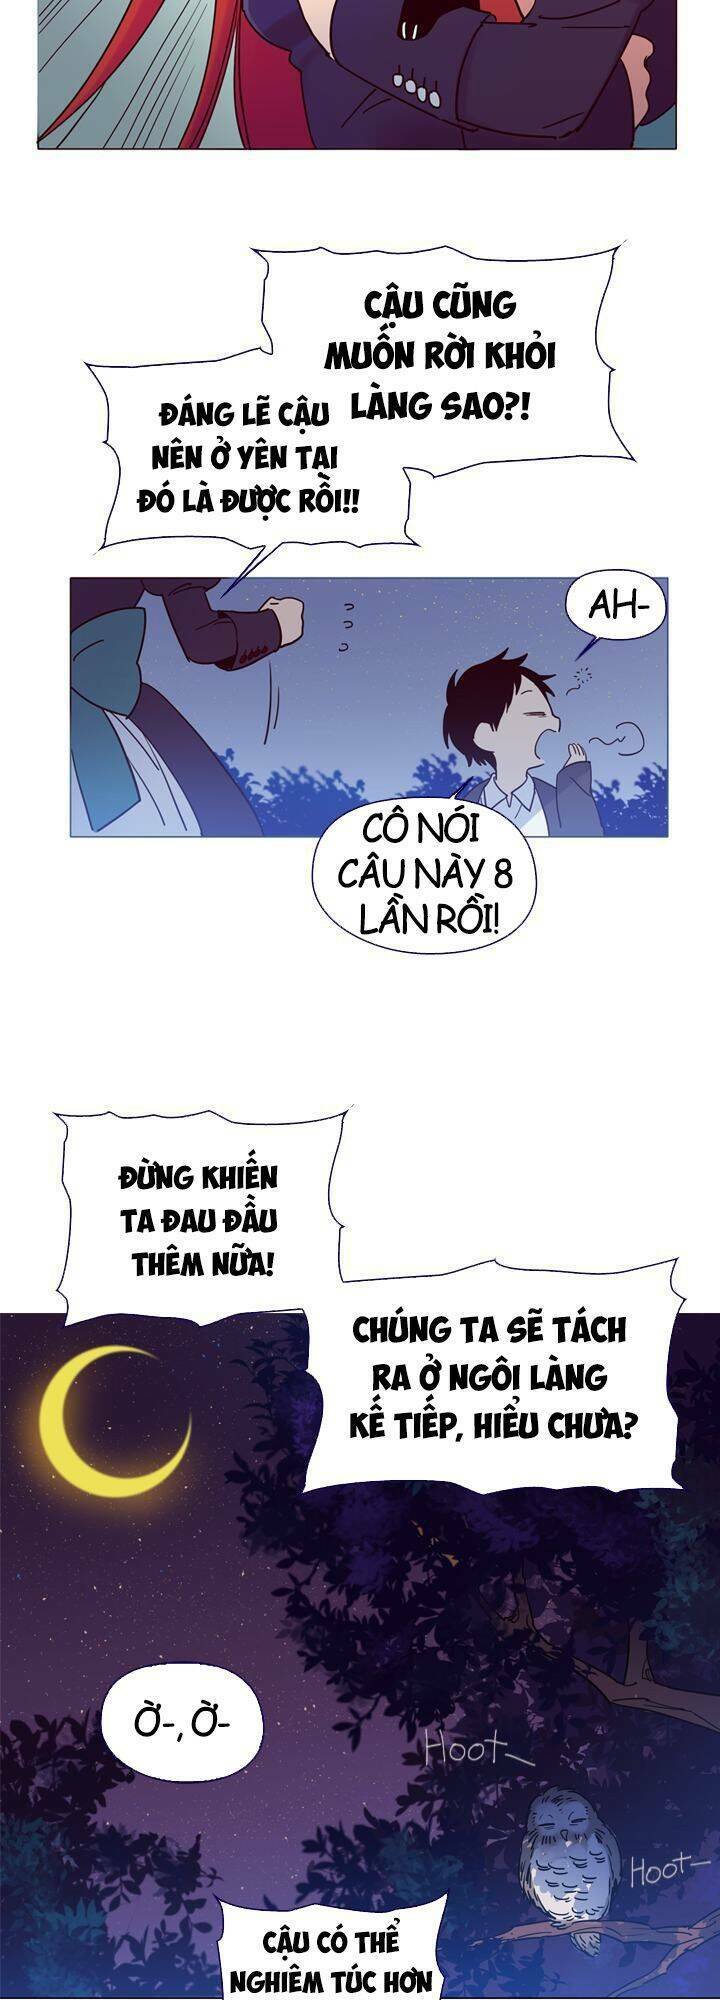 CẬU CŨNG
MUỐN RỜI KHỎI
LÀNG SAO?!
ĐÁNG LẼ CẬU
NÊN Ở YÊN TẠI
ĐÓ LÀ ĐƯỢC RỒI!!
AH-
CÔ NÓI
CÂU NÀY 8
LẦN RỒI!
ĐỪNG KHIẾN
TA ĐAU ĐẦU
THÊM NỮA!
CHÚNG TA SẼ TÁCH
RA Ở NGÔI LÀNG
KẾ TIẾP, HIỂU CHƯA?
Ờ-, Ờ-
HOOT-
HOOT-
CẬU CÓ THỂ
NGHIÊM TÚC HƠN